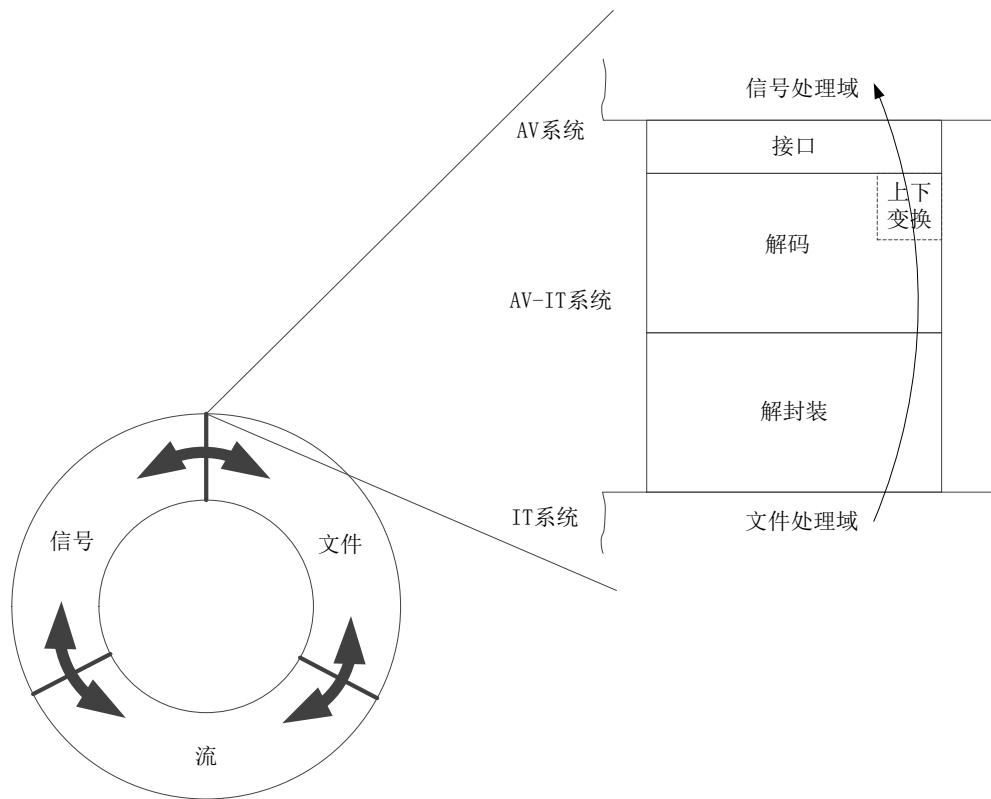 信号处理域
AV系统
接口
上下
变换
解码
AV-IT系统
解封装
IT系统
文件处理域
信号
文件
流